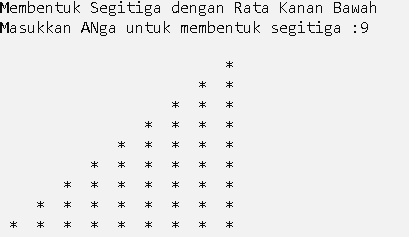 Membentuk Segitiga dengan Rata Kanan Bawah
Masukkan ANga untuk membentuk segitiga :9
*
* *
* * *
* * * *
* * * * *
* * * * * *
* * * * * * *
* * * * * * * *
* * * * * * * * *